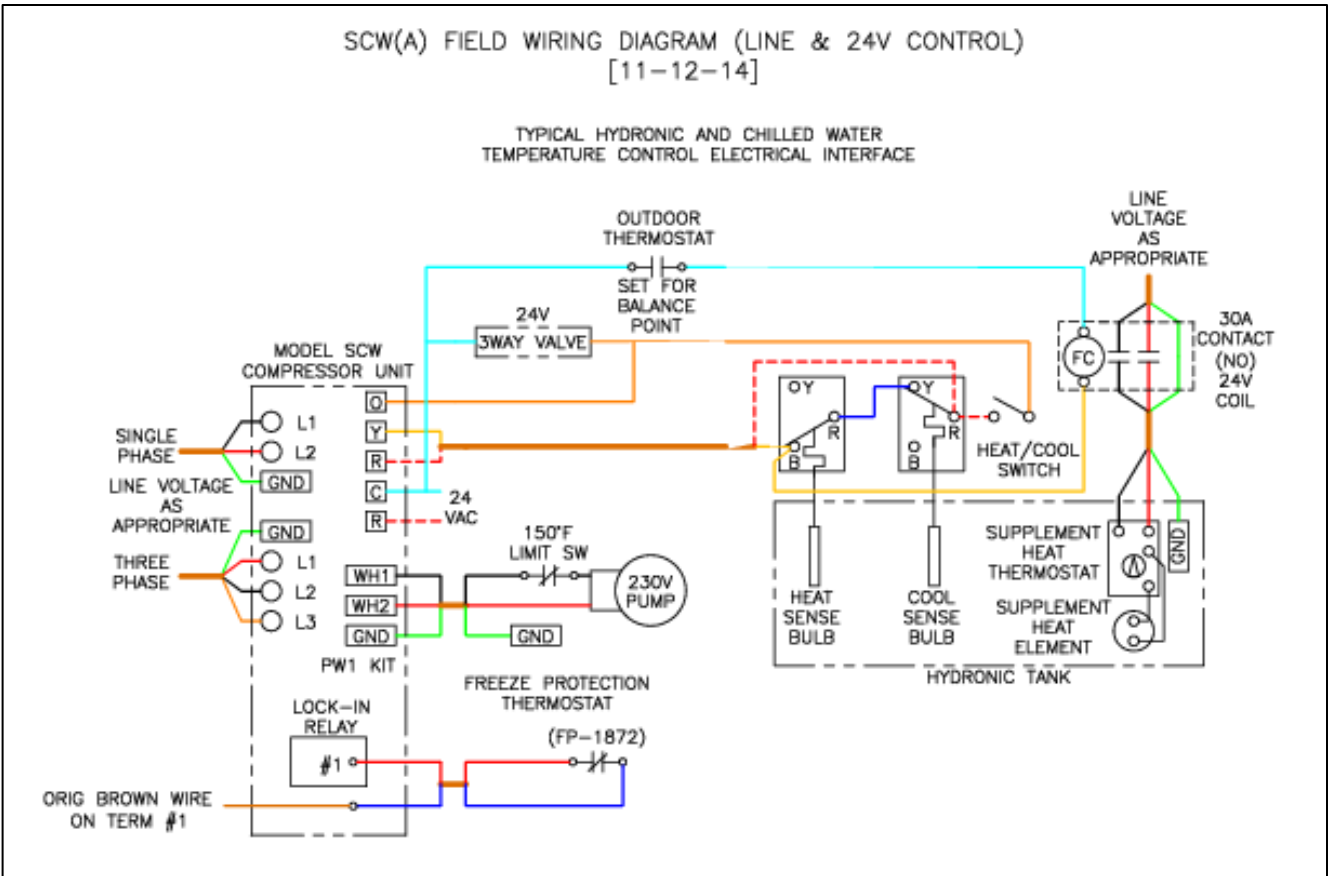 SCW(A) FIELD WIRING DIAGRAM (LINE & 24V CONTROL)
[11-12-14]
TYPICAL HYDRONIC AND CHILLED WATER
TEMPERATURE CONTROL ELECTRICAL INTERFACE
LINE
VOLTAGE
AS
APPROPRIATE
OUTDOOR
THERMOSTAT
SET FOR
BALANCE
POINT
24V
3WAY VALVE
FC
30A
CONTACT
(NO)
24V
COIL
MODEL SCW
COMPRESSOR UNIT
O
Y
R
C
R
24
VAC
SINGLE
PHASE
L1
L2
GND
LINE VOLTAGE
AS
APPROPRIATE
GND
THREE
PHASE
L1
L2
L3
WH1
WH2
GND
PW1 KIT
150°F
LIMIT SW
230V
PUMP
GND
Y
R
B
Y
R
B
HEAT/COOL
SWITCH
HEAT
SENSE
BULB
COOL
SENSE
BULB
SUPPLEMENT
HEAT
THERMOSTAT
GND
SUPPLEMENT
HEAT
ELEMENT
HYDRONIC TANK
FREEZE PROTECTION
THERMOSTAT
(FP-1872)
LOCK-IN
RELAY
#1
ORIG BROWN WIRE
ON TERM #1